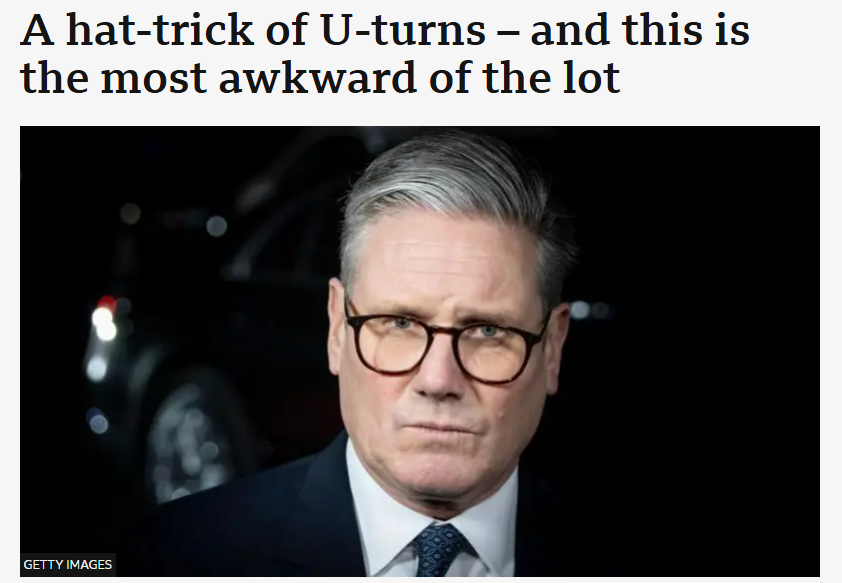 A hat-trick of U-turns – and this is
the most awkward of the lot
GETTY IMAGES